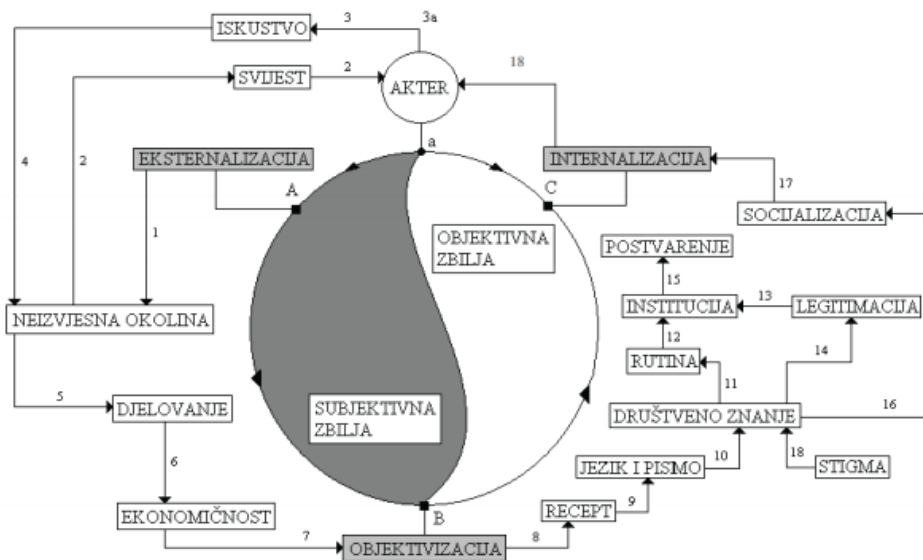 3 3a
ISKUSTVO
18
SVIJEST 2
AKTER
4 2
EKSTERNALIZACIJA a INTERNALIZACIJA
A C
17
1
SOCIJALIZACIJA
OBJEKTIVNA
ZBILJA
POSTVARENJE
15
NEIZVJESNA OKOLINA INSTITUCIJA 13 LEGITIMACIJA
12 14
RUTINA
11
5
DJELOVANJE SUBJEKTIVNA
ZBILJA
DRUŠTVENO ZNANJE 16
6
JEZIK I PISIMO 10 18 STIGMA
EKONOMIČNOST B RECEPT 9
7 OBJEKTIVIZACIJA 8